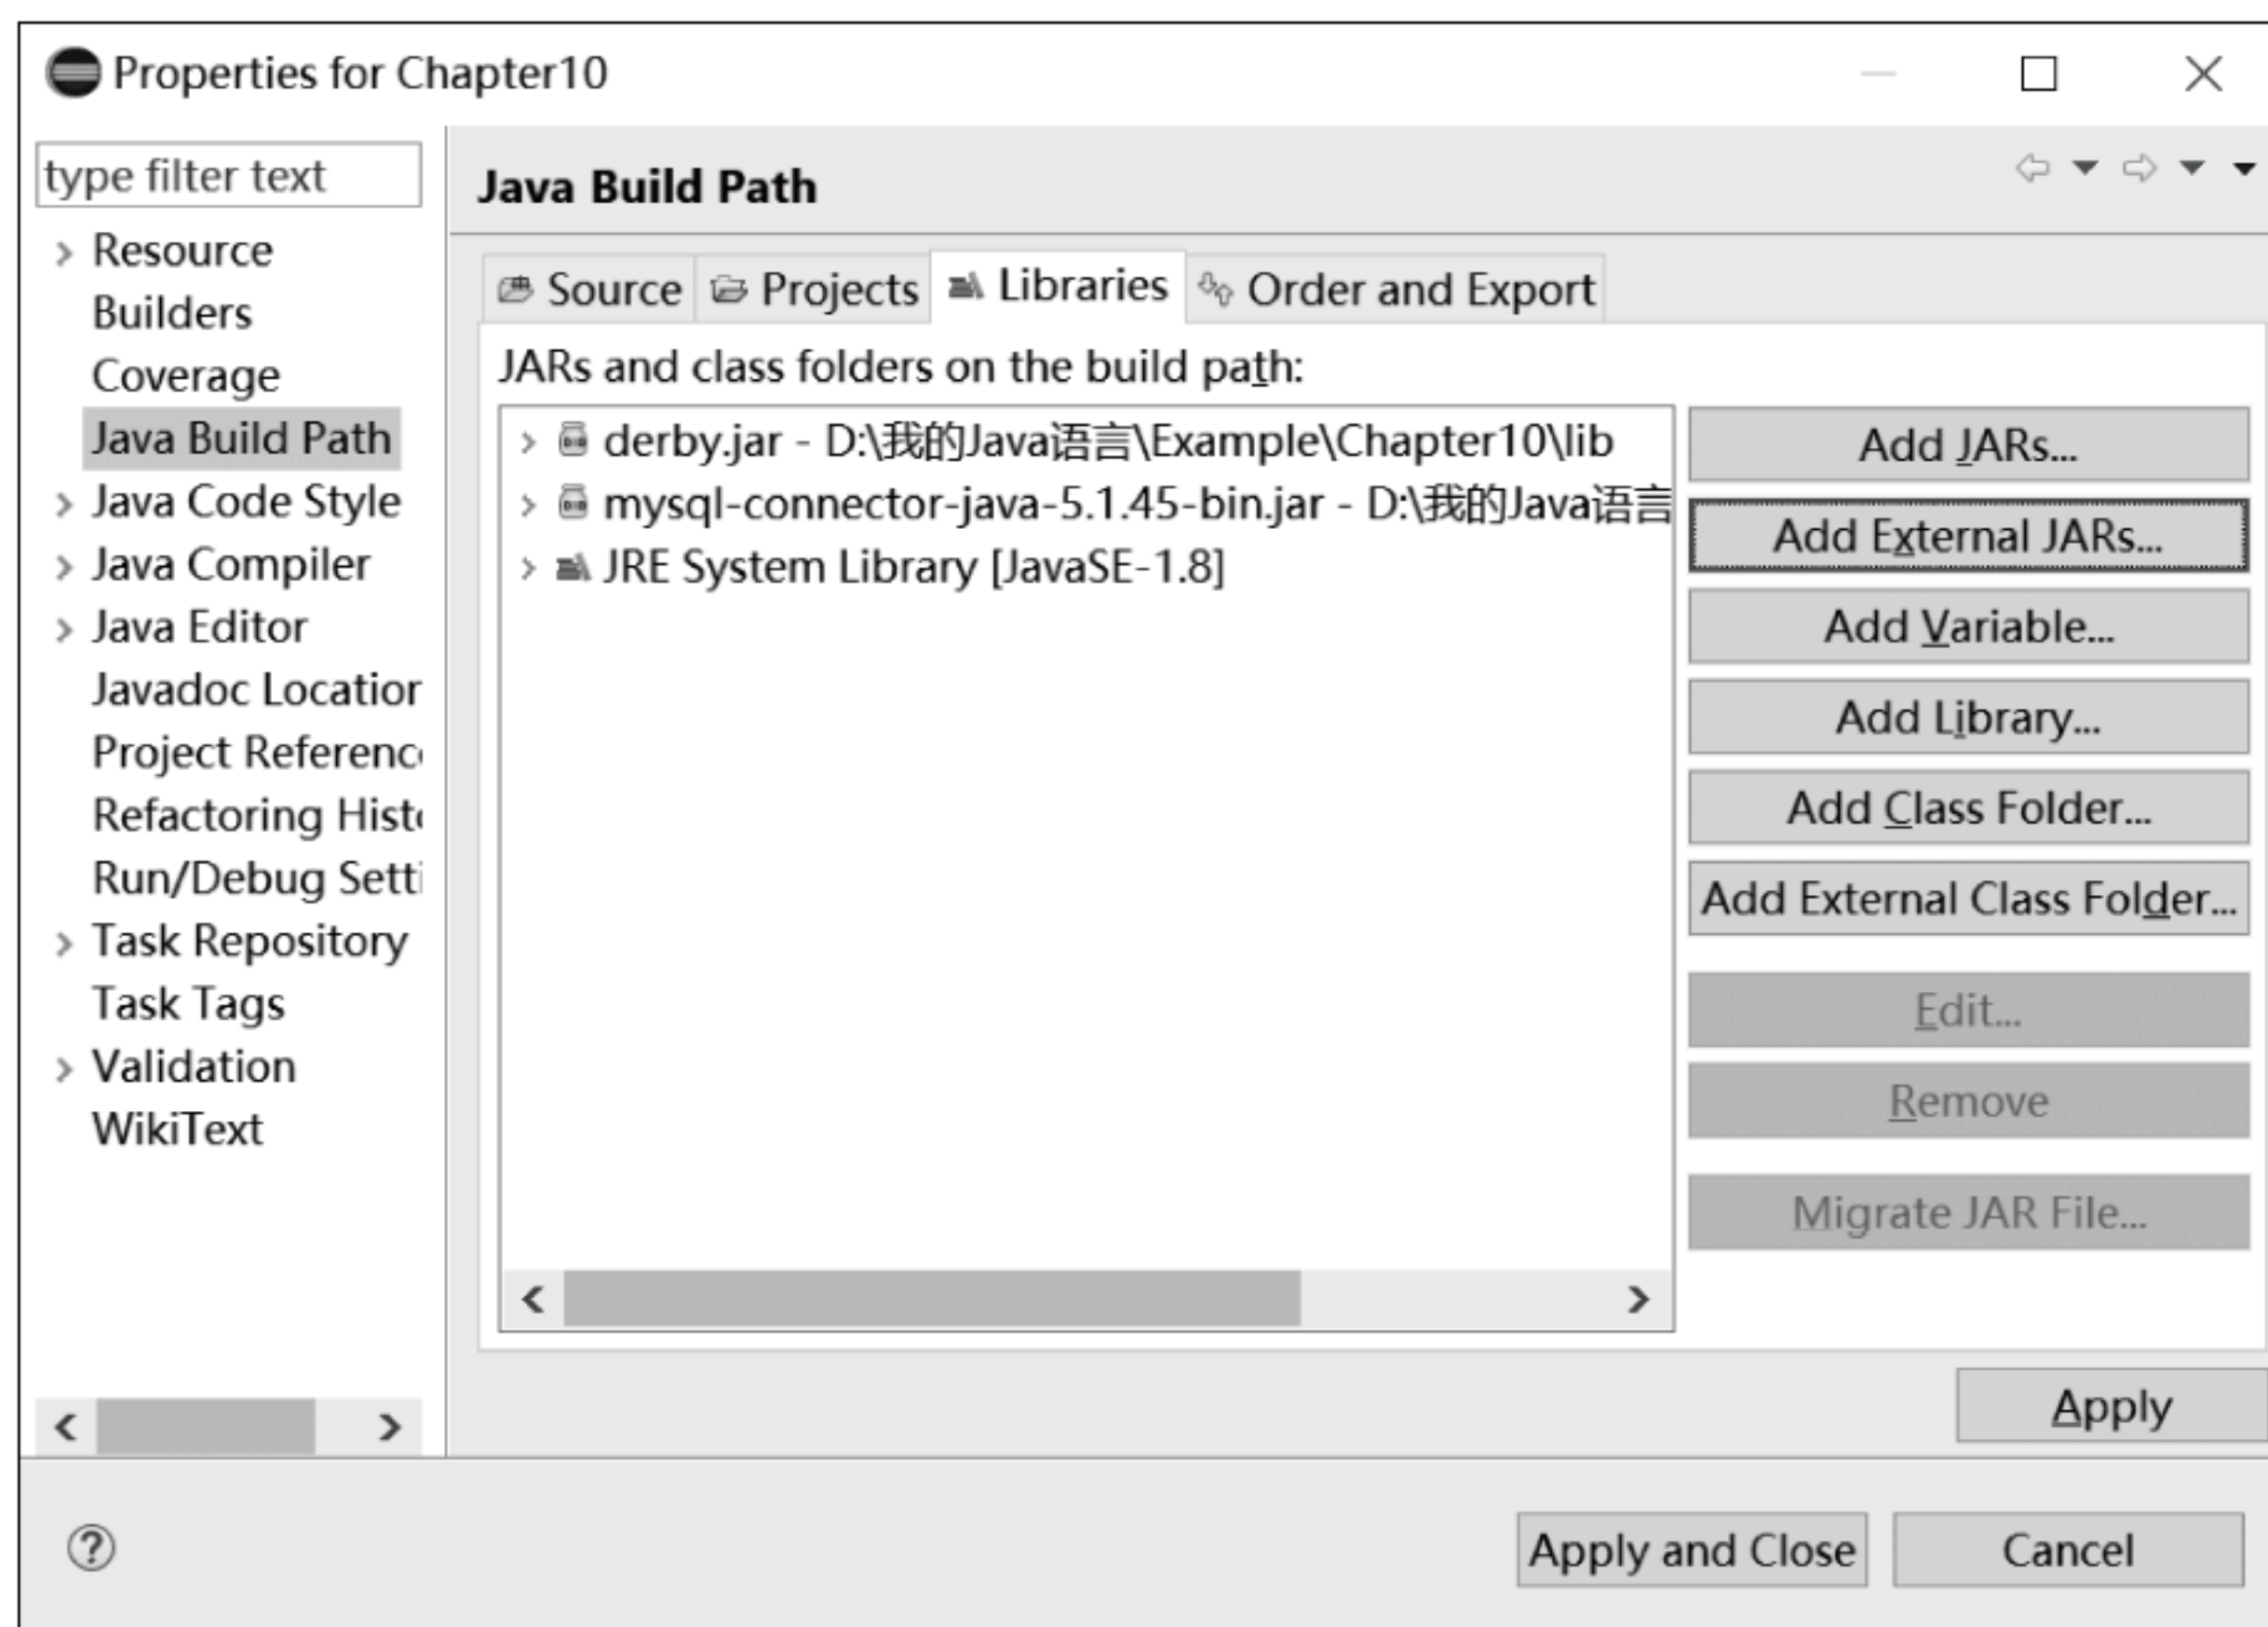 Properties for Chapter10
type filter text
Resource
Builders
Coverage
Java Build Path
Java Code Style
Java Compiler
Java Editor
Javadoc Location
Project Referenc
Refactoring Hist
Run/Debug Setti
Task Repository
Task Tags
Validation
WikiText
Java Build Path
Source Projects Libraries Order and Export
JARs and class folders on the build path:
derby.jar - D:\我的Java语言\Example\Chapter10\lib
mysql-connector-java-5.1.45-bin.jar - D:\我的Java语言
JRE System Library [JavaSE-1.8]
Add JARs...
Add External JARs...
Add Variable...
Add Library...
Add Class Folder...
Add External Class Folder...
Edit...
Remove
Migrate JAR File...
Apply
?
Apply and Close
Cancel